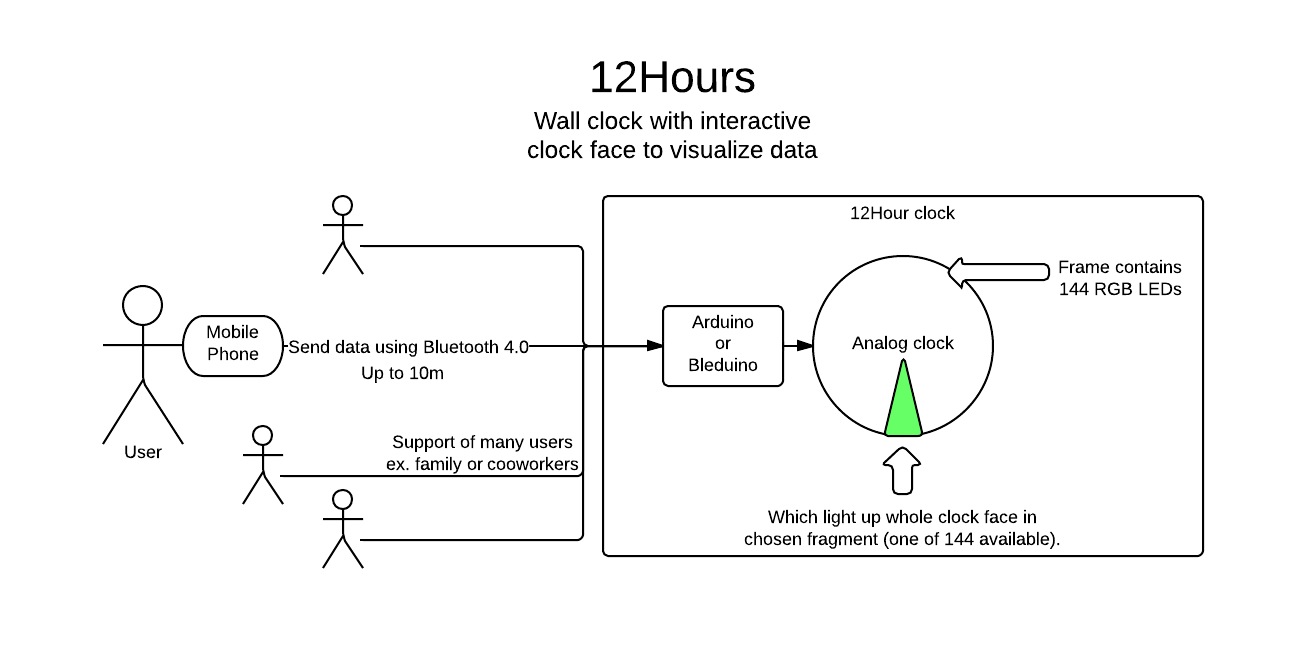 12Hours
Wall clock with interactive
clock face to visualize data
12Hour clock
Frame contains
144 RGB LEDs
Mobile
Phone
Send data using Bluetooth 4.0
Up to 10m
Arduino
or
Bleduino
Analog clock
User
Support of many users
ex. family or cooworkers
Which light up whole clock face in
chosen fragment (one of 144 available).